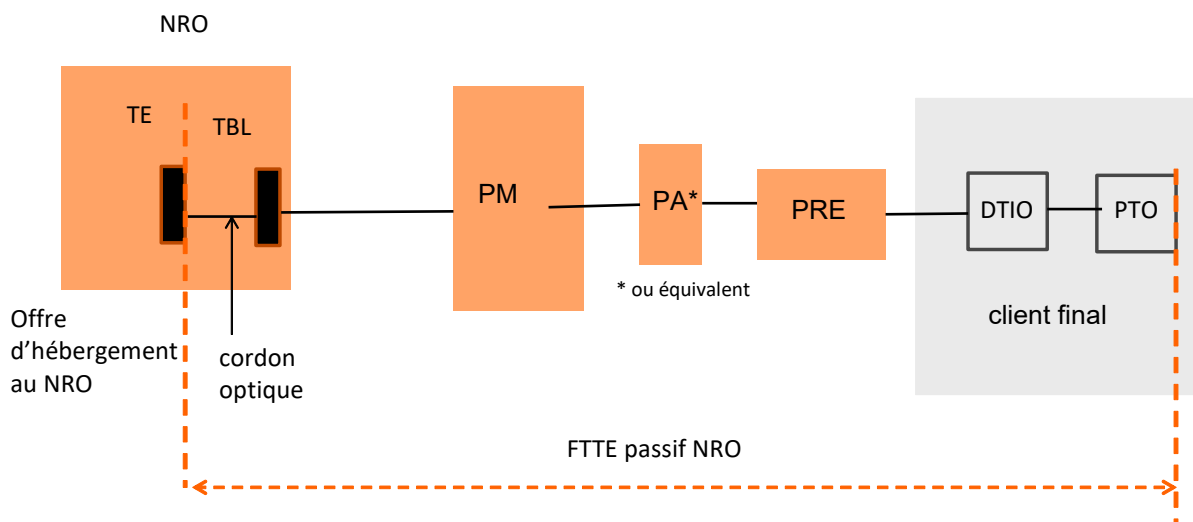 NRO
TE
TBL
PM
PA*
PRE
DTIO
PTO
* ou équivalent
client final
Offre
d’hébergement
au NRO
cordon
optique
FTTE passif NRO